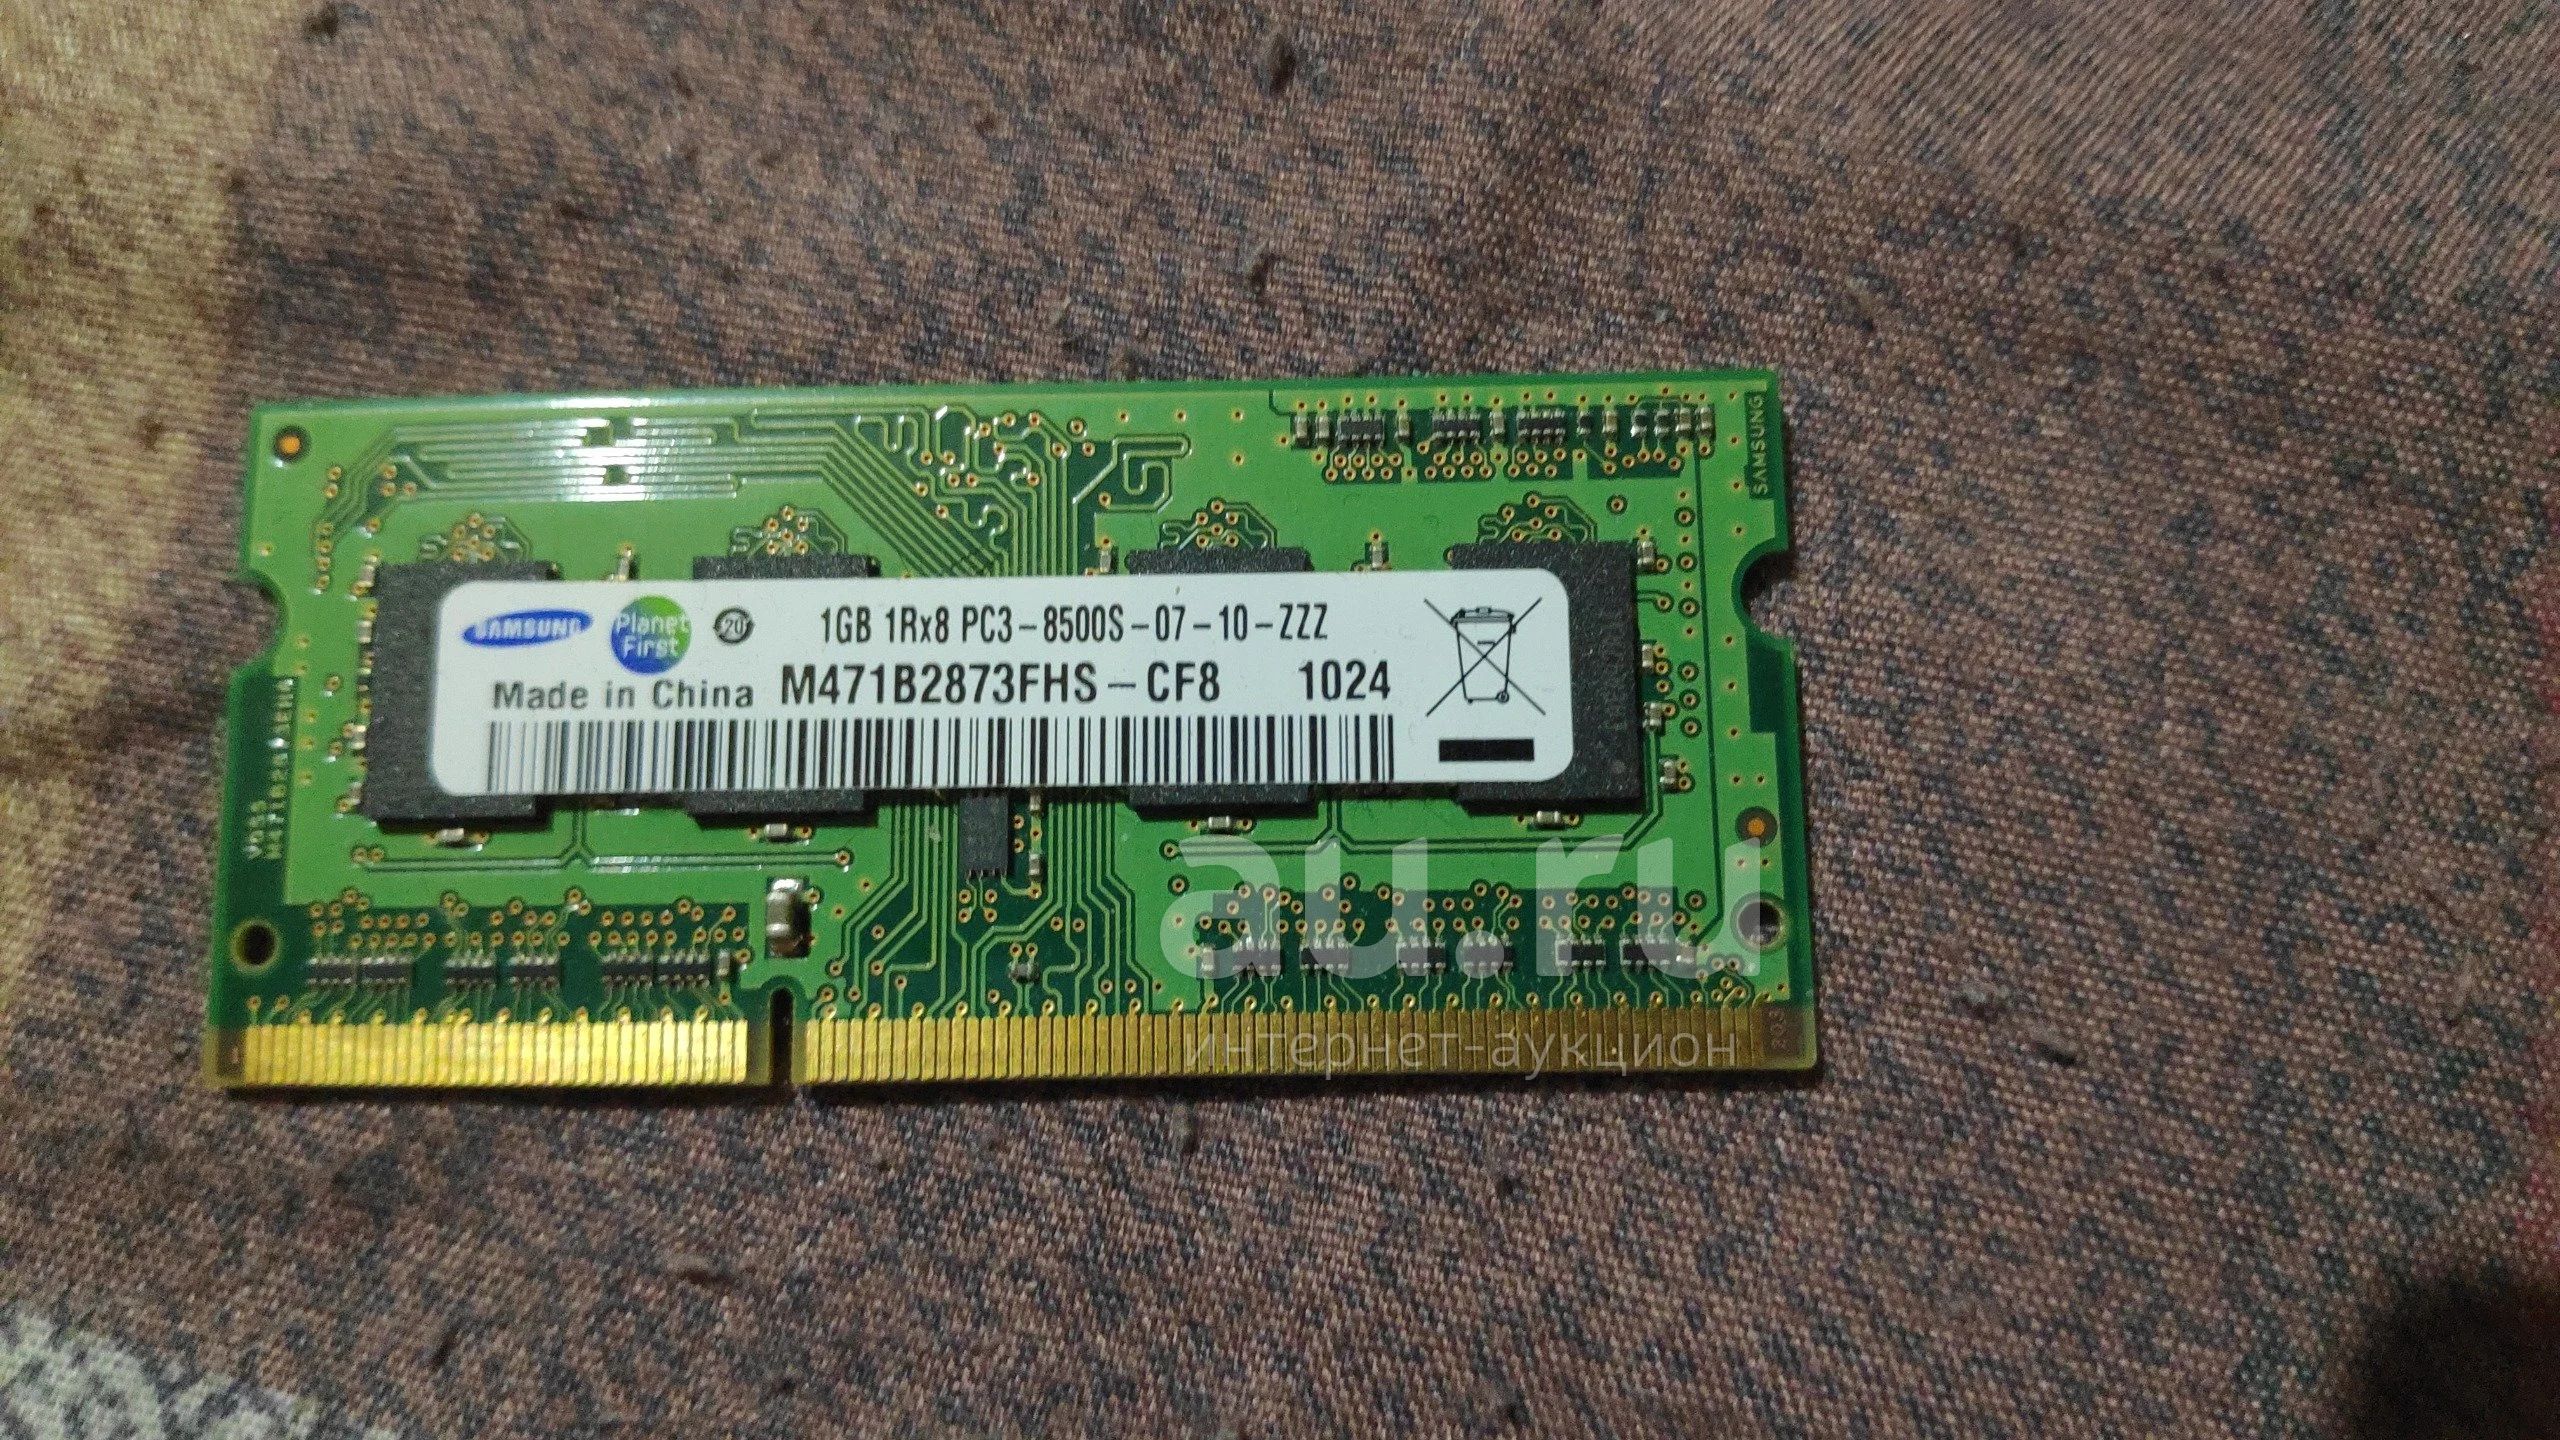 SAMSUNG
SAMSUNG
Planet First
20
1GB 1Rx8 PC3-8500S-07-10-ZZZ
Made in China M471B2873FHS-CF8 1024
au.ru
интернет-аукцион